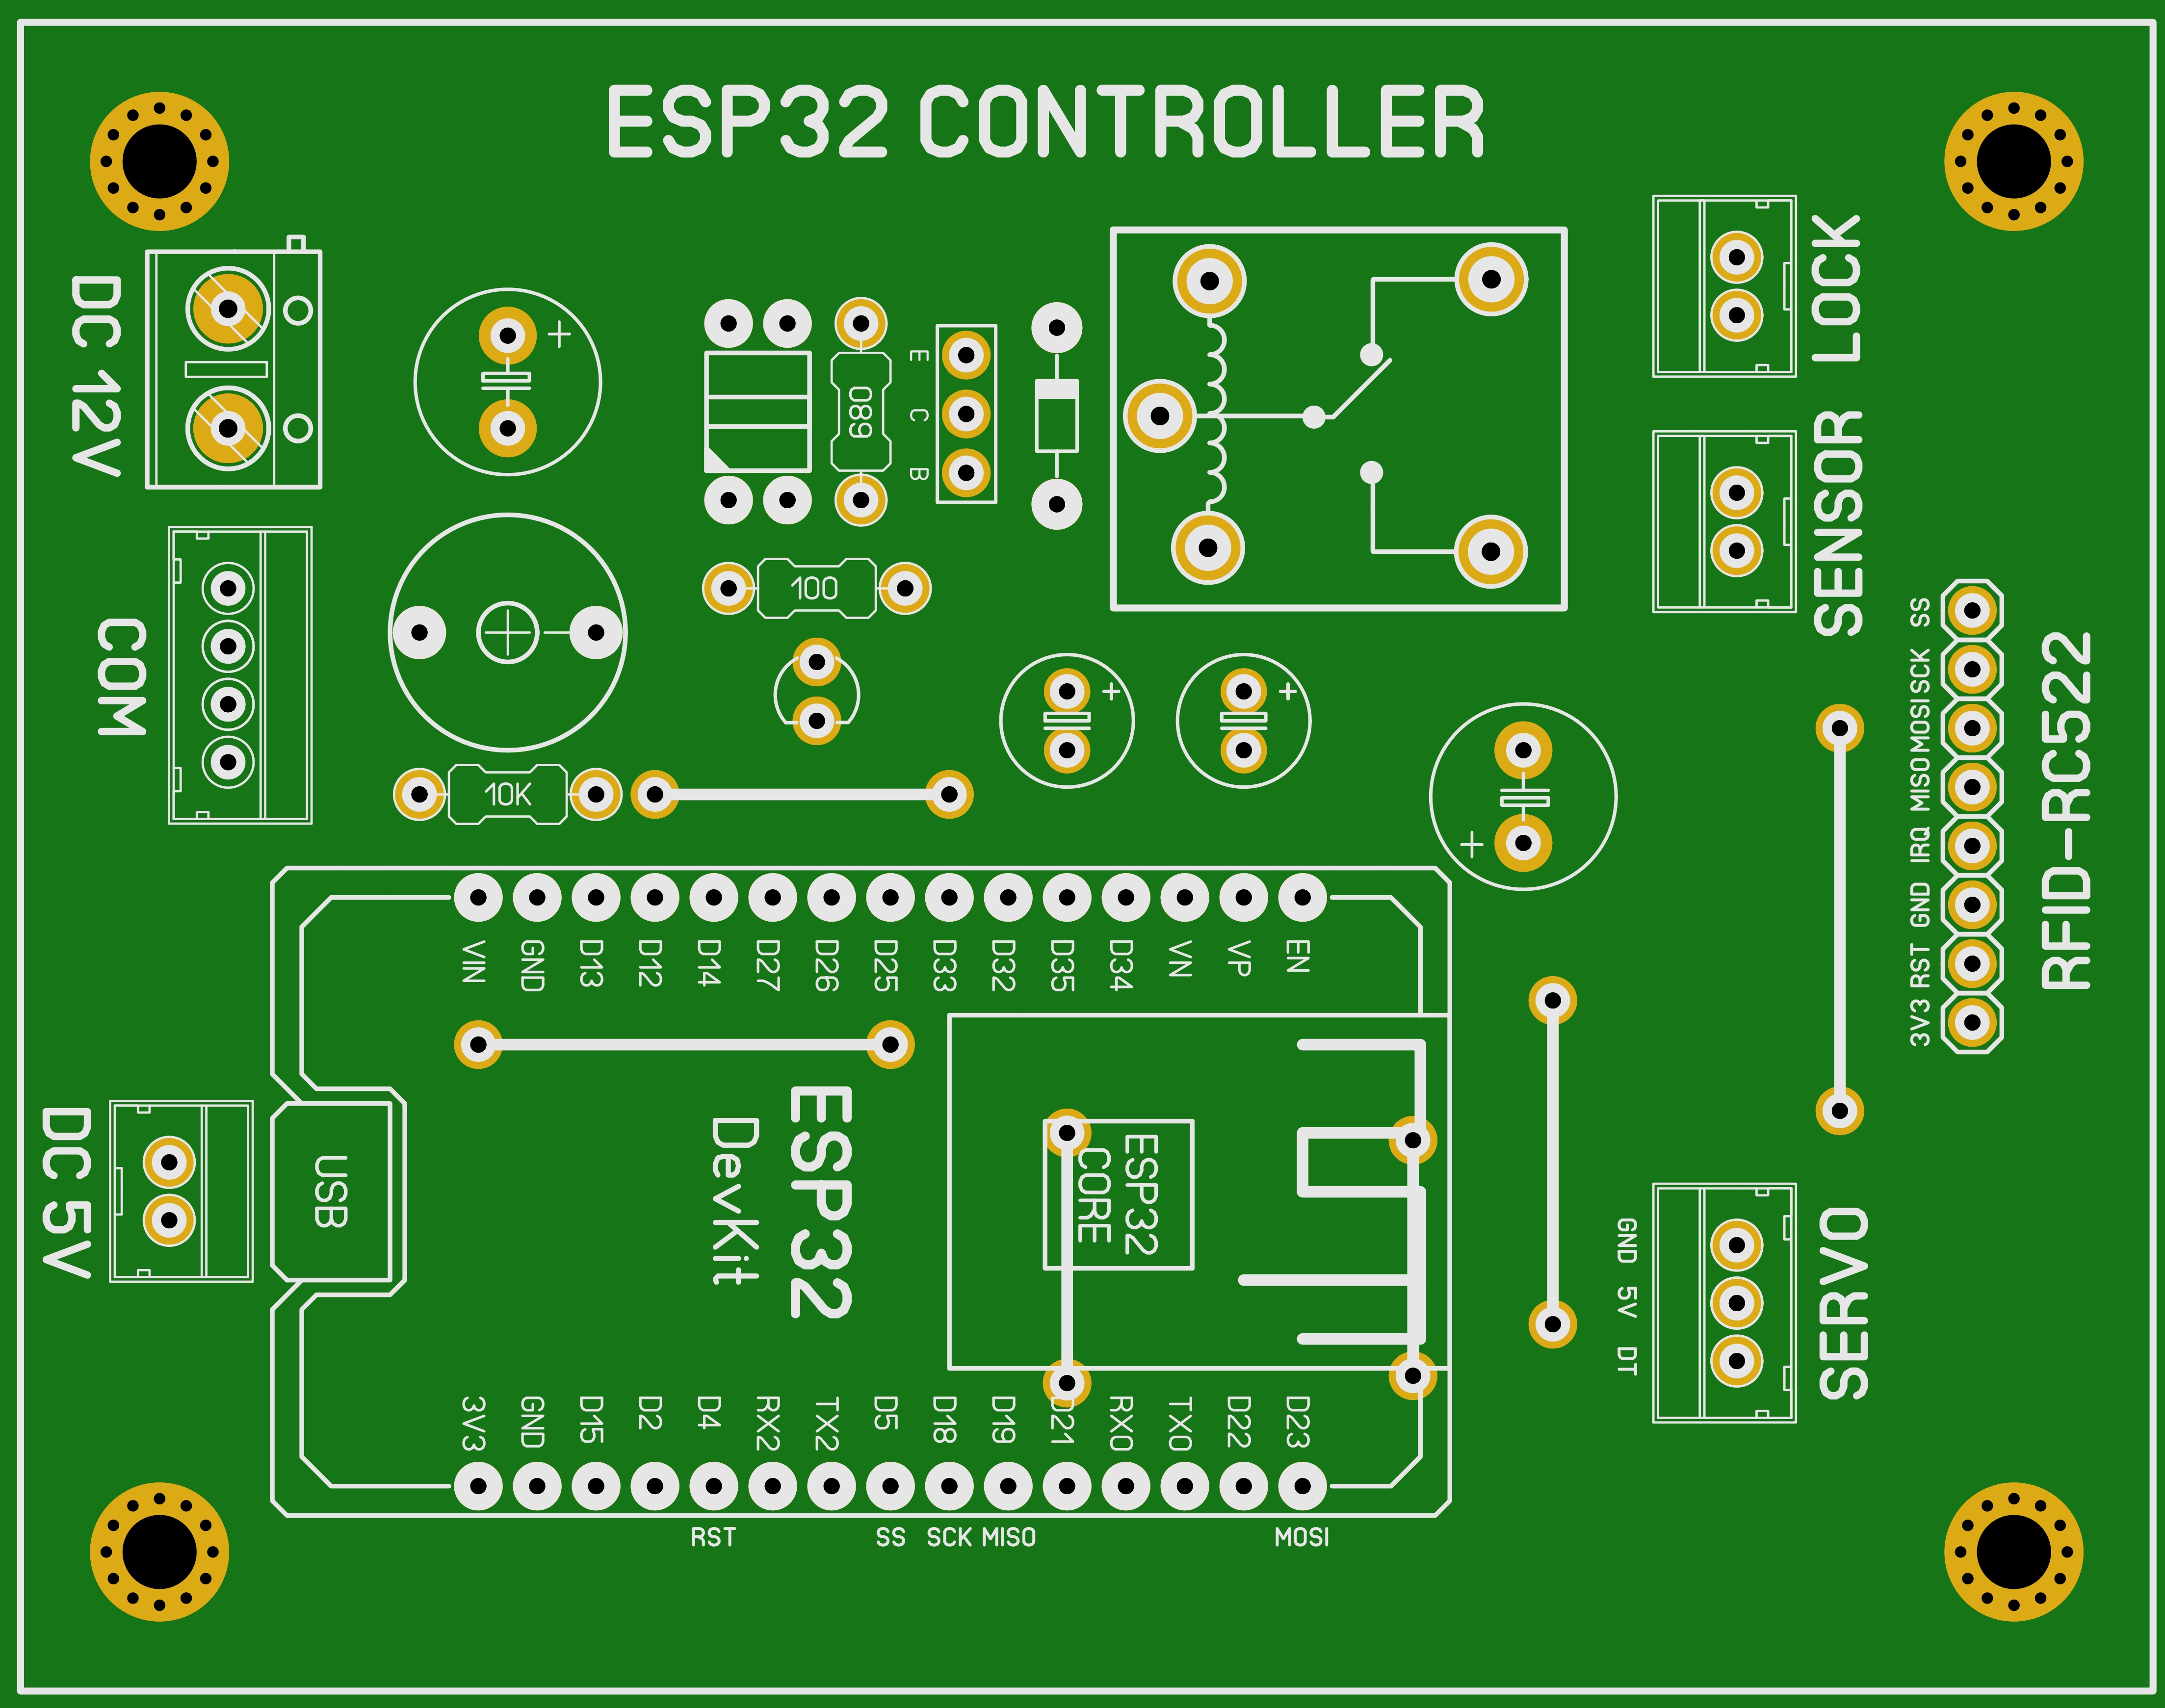 ESP32 CONTROLLER
DC 12V
LOCK
E
C
B
680
SENSOR
100
COM
SS
SCK
MOSI
MISO
IRQ
GND
RST
3V3
RFID-RC522
10K
VIN
GND
D13
D12
D14
D27
D26
D25
D33
D32
D35
D34
VN
VP
EN
DC 5V
USB
ESP32
DevKit
ESP32
CORE
GND
5V
DT
SERVO
3V3
GND
D15
D2
D4
RX2
TX2
D5
D18
D19
D21
RX0
TX0
D22
D23
RST
SS
SCK
MISO
MOSI